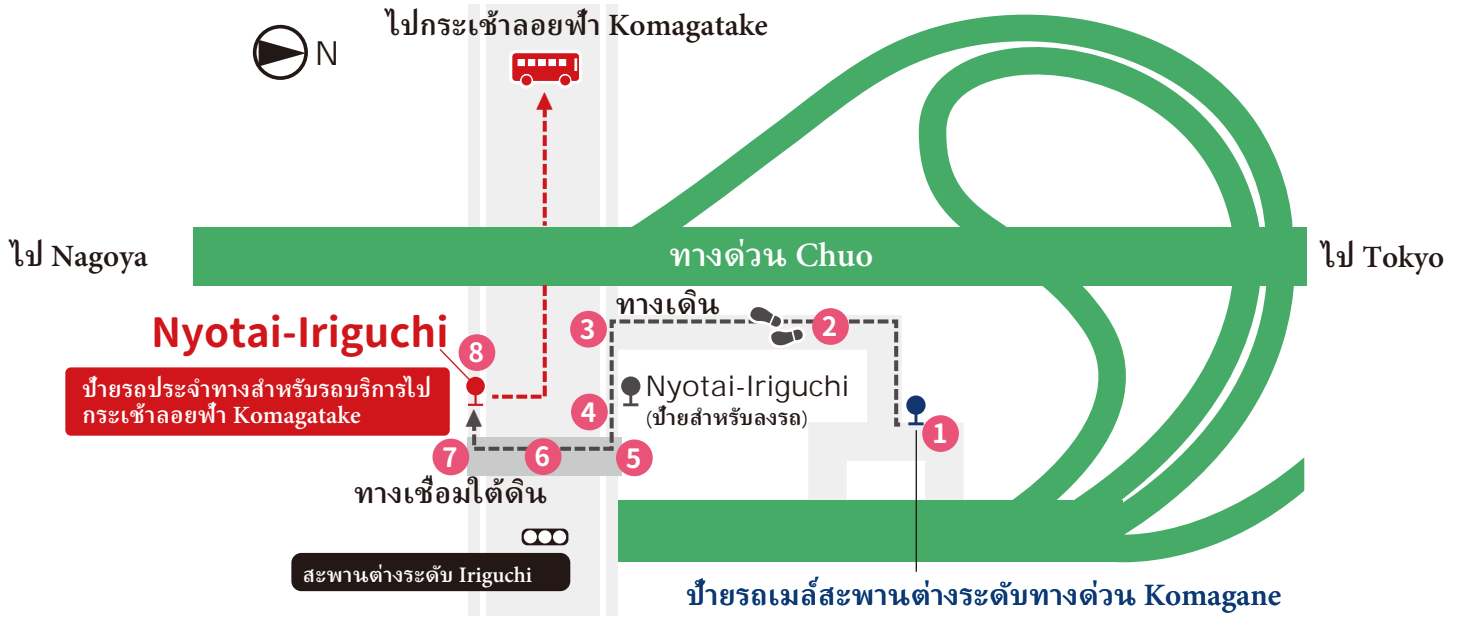 ไปกระเช้าลอยฟ้า Komagatake
N
ไป Nagoya
ทางด่วน Chuo
ไป Tokyo
ทางเดิน
3
2
Nyotai-Iriguchi
8
ป้ายรถประจำทางสำหรับรถบริการไป
กระเช้าลอยฟ้า Komagatake
4
Nyotai-Iriguchi
(ป้ายสำหรับลงรถ)
1
7
6
5
ทางเชื่อมใต้ดิน
สะพานต่างระดับ Iriguchi
ป้ายรถเมล์สะพานต่างระดับทางด่วน Komagane